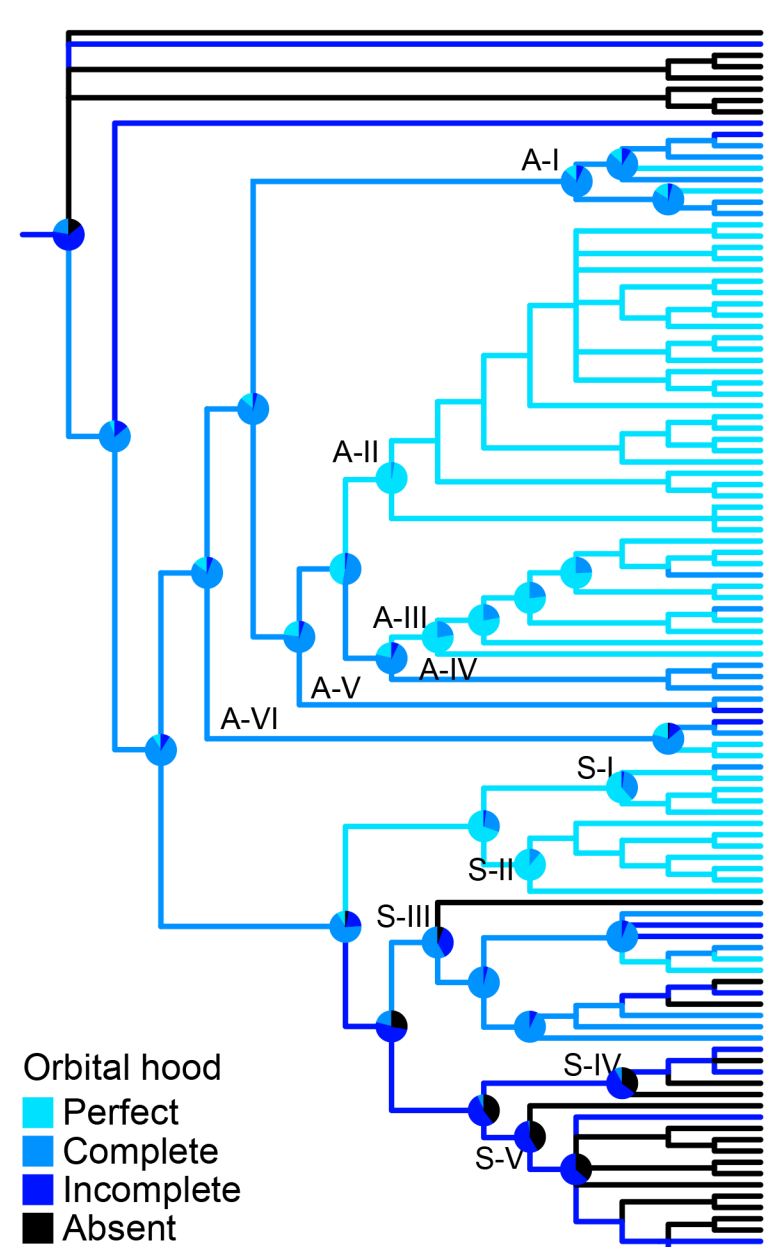 A-I
A-II
A-III
A-IV
A-V
A-VI
S-I
S-II
S-III
S-IV
S-V
Orbital hood
Perfect
Complete
Incomplete
Absent